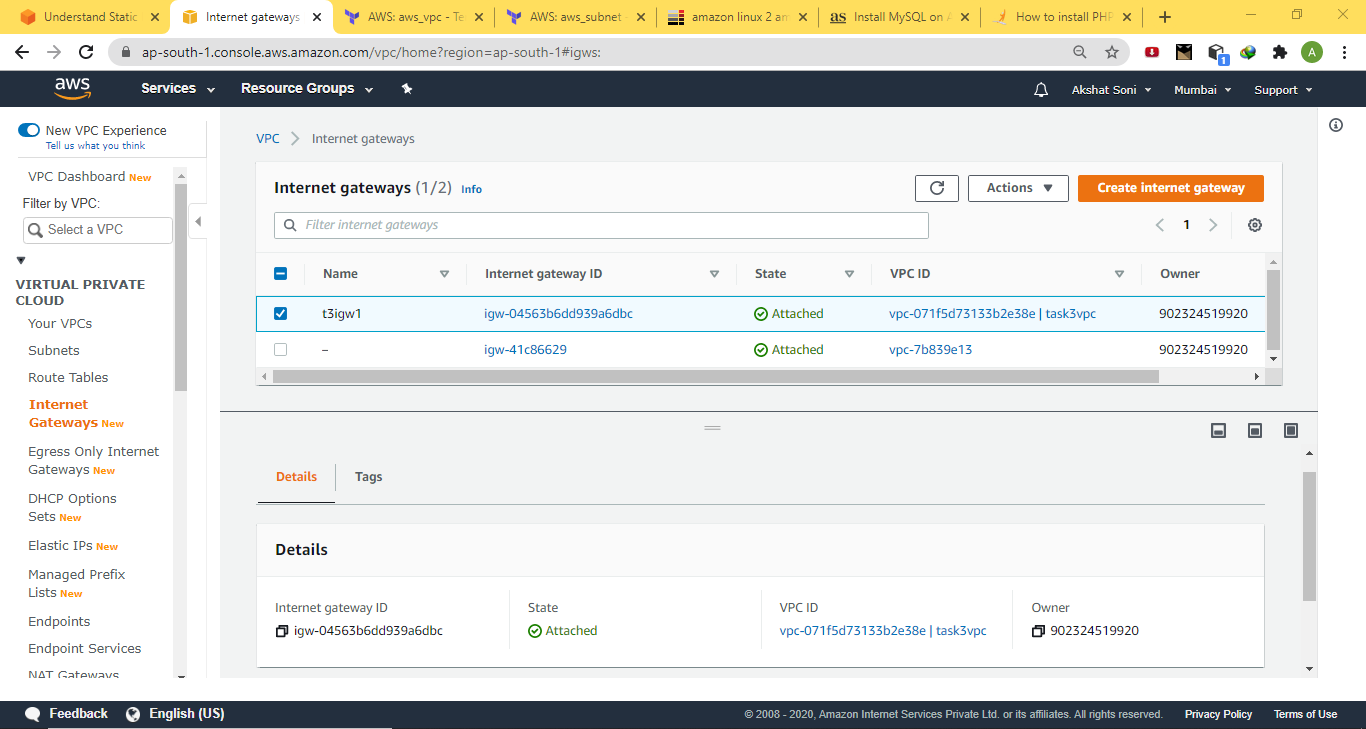 Understand Static
Internet gateways
AWS: aws_vpc - Te
AWS: aws_subnet -
amazon linux 2 am
as Install MySQL on A
How to install PHP
ap-south-1.console.aws.amazon.com/vpc/home?region=ap-south-1#igws:
1
A
aws
Services
Resource Groups
Akshat Soni
Mumbai
Support
New VPC Experience
Tell us what you think
VPC Dashboard New
Filter by VPC:
Select a VPC
VIRTUAL PRIVATE
CLOUD
Your VPCs
Subnets
Route Tables
Internet
Gateways New
Egress Only Internet
Gateways New
DHCP Options
Sets New
Elastic IPs New
Managed Prefix
Lists New
Endpoints
Endpoint Services
NAT Gateways
VPC > Internet gateways
Internet gateways (1/2) Info
Actions
Create internet gateway
Filter internet gateways
1
Name Internet gateway ID State VPC ID Owner
t3igw1 igw-04563b6dd939a6dbc Attached vpc-071f5d73133b2e38e | task3vpc 902324519920
– igw-41c86629 Attached vpc-7b839e13 902324519920
Details
Tags
Details
Internet gateway ID
igw-04563b6dd939a6dbc
State
Attached
VPC ID
vpc-071f5d73133b2e38e | task3vpc
Owner
902324519920
Feedback
English (US)
© 2008 - 2020, Amazon Internet Services Private Ltd. or its affiliates. All rights reserved.
Privacy Policy
Terms of Use